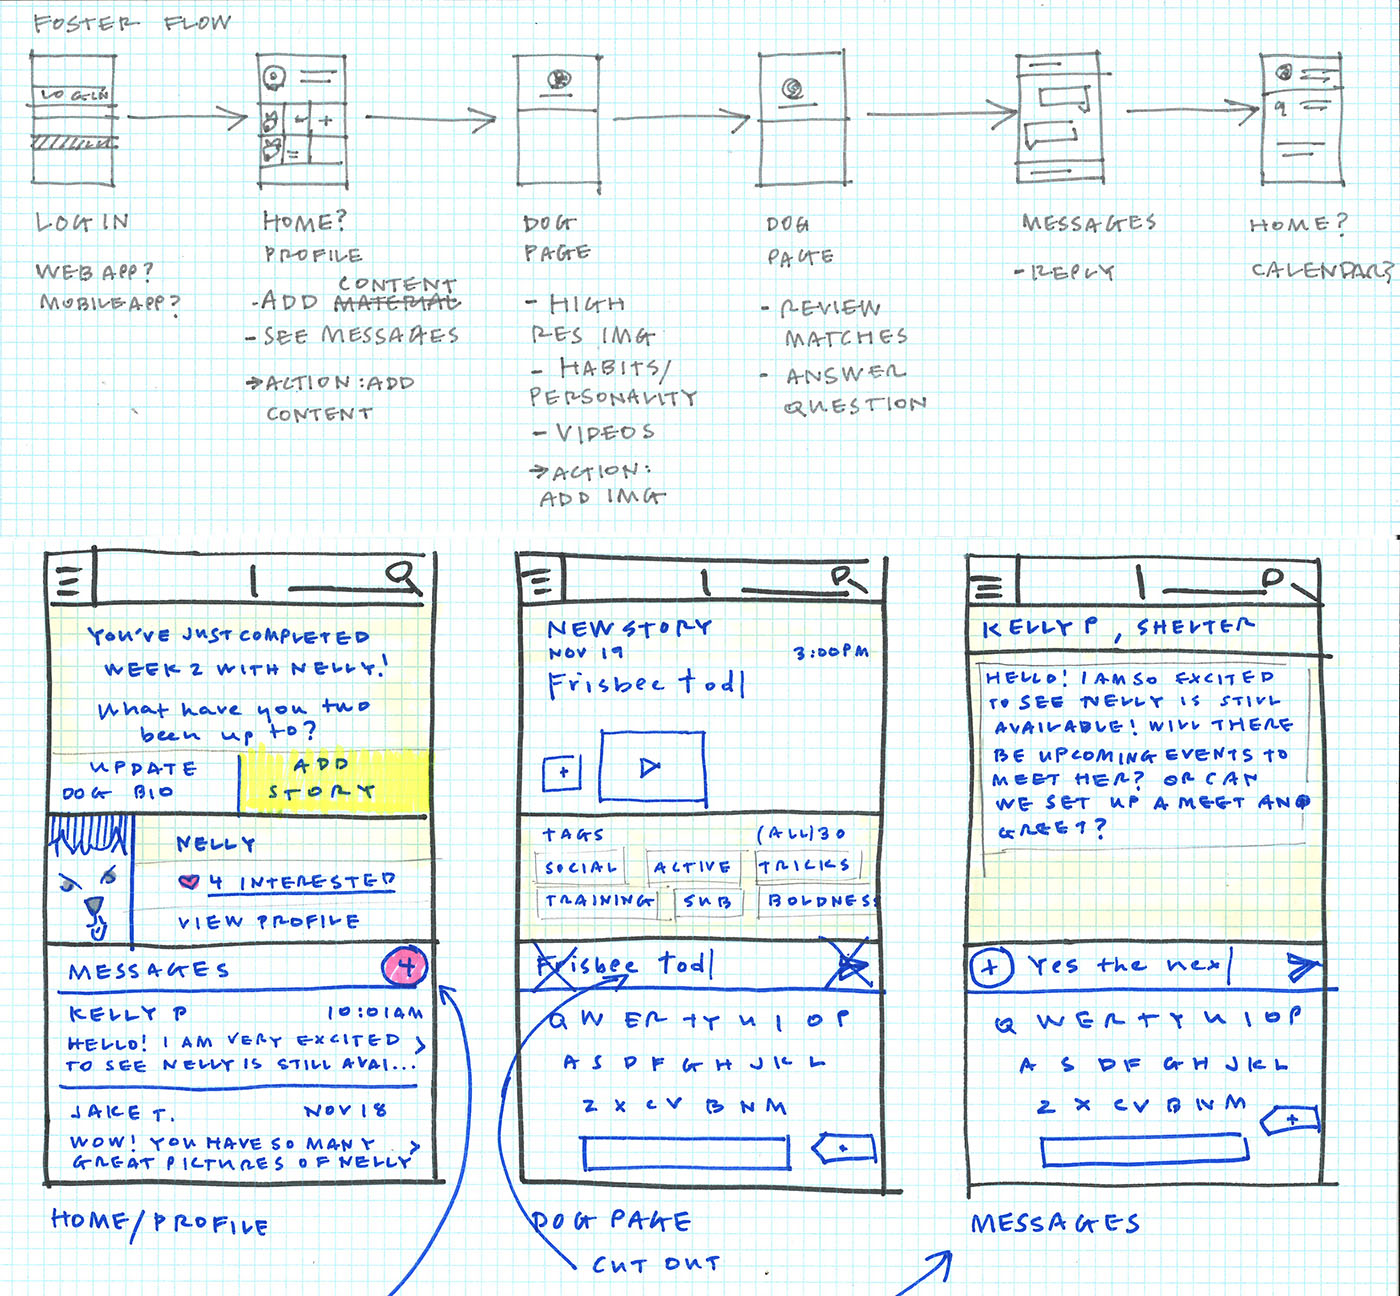 FOSTER FLOW
LOGIN
LOG IN
WEB APP?
MOBILE APP?
HOME?
PROFILE
CONTENT
- ADD MATERIAL
- SEE MESSAGES
→ ACTION: ADD
CONTENT
DOG
PAGE
- HIGH
RES IMG
- HABITS/
PERSONALITY
- VIDEOS
→ ACTION:
ADD IMG
DOG
PAGE
- REVIEW
MATCHES
- ANSWER
QUESTION
MESSAGES
- REPLY
HOME?
CALENDAR?
YOU'VE JUST COMPLETED
WEEK 2 WITH NELLY!
What have you two
been up to?
UPDATE
DOG BIO
ADD
STORY
NELLY
4 INTERESTED
VIEW PROFILE
MESSAGES 4
KELLY P 10:01AM
HELLO! I AM VERY EXCITED >
TO SEE NELLY IS STILL AVAI...
JAKE T. NOV 18
WOW! YOU HAVE SO MANY >
GREAT PICTURES OF NELLY
HOME/PROFILE
NEW STORY
NOV 19 3:00PM
Frisbee tod|
+
TAGS (ALL) 30
SOCIAL ACTIVE TRICKS
TRAINING SUB BOLDNESS
Frisbee tod|
Q W E R T Y U I O P
A S D F G H J K L
Z X C V B N M
+
DOG PAGE
CUT OUT
KELLY P, SHELTER
HELLO! I AM SO EXCITED
TO SEE NELLY IS STILL
AVAILABLE! WILL THERE
BE UPCOMING EVENTS TO
MEET HER? OR CAN
WE SET UP A MEET AND
GREET?
+ Yes the nex|
Q W E R T Y U I O P
A S D F G H J K L
Z X C V B N M
+
MESSAGES